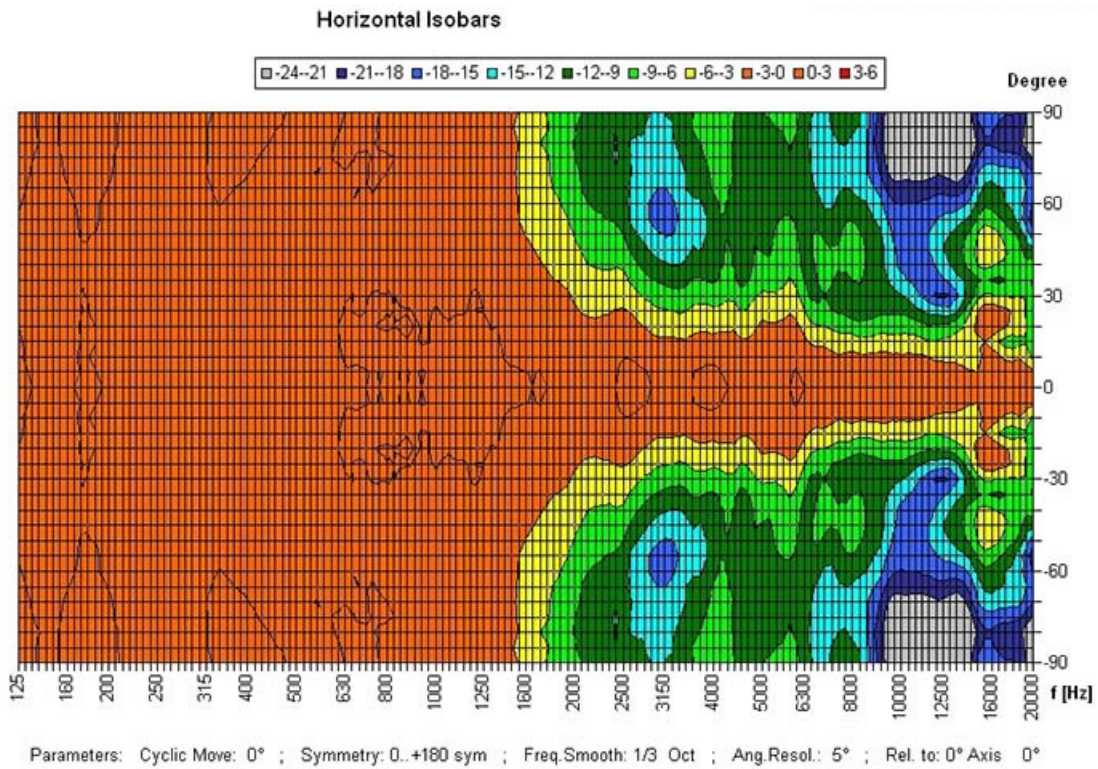 Horizontal Isobars
-24--21 -21--18 -18--15 -15--12 -12--9 -9--6 -6--3 -3-0 0-3 3-6
Degree
90
60
30
0
-30
-60
-90
125 160 200 250 315 400 500 630 800 1000 1250 1600 2000 2500 3150 4000 5000 6300 8000 10000 12500 16000 20000
f [Hz]
Parameters: Cyclic Move: 0° ; Symmetry: 0..+180 sym ; Freq.Smooth: 1/3 Oct ; Ang.Resol.: 5° ; Rel. to: 0° Axis 0°